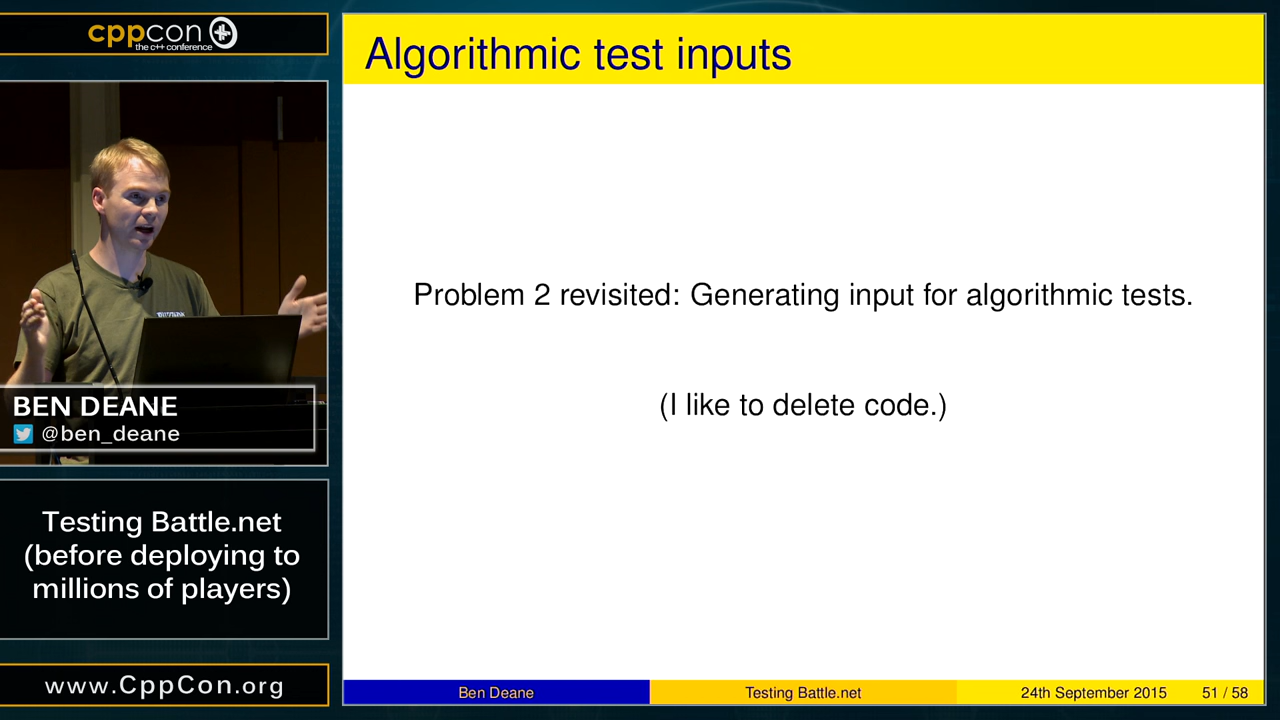 cppcon
the c++ conference
Algorithmic test inputs
Problem 2 revisited: Generating input for algorithmic tests.
(I like to delete code.)
BEN DEANE
@ben_deane
Testing Battle.net
(before deploying to
millions of players)
www.CppCon.org
Ben Deane
Testing Battle.net
24th September 2015
51 / 58